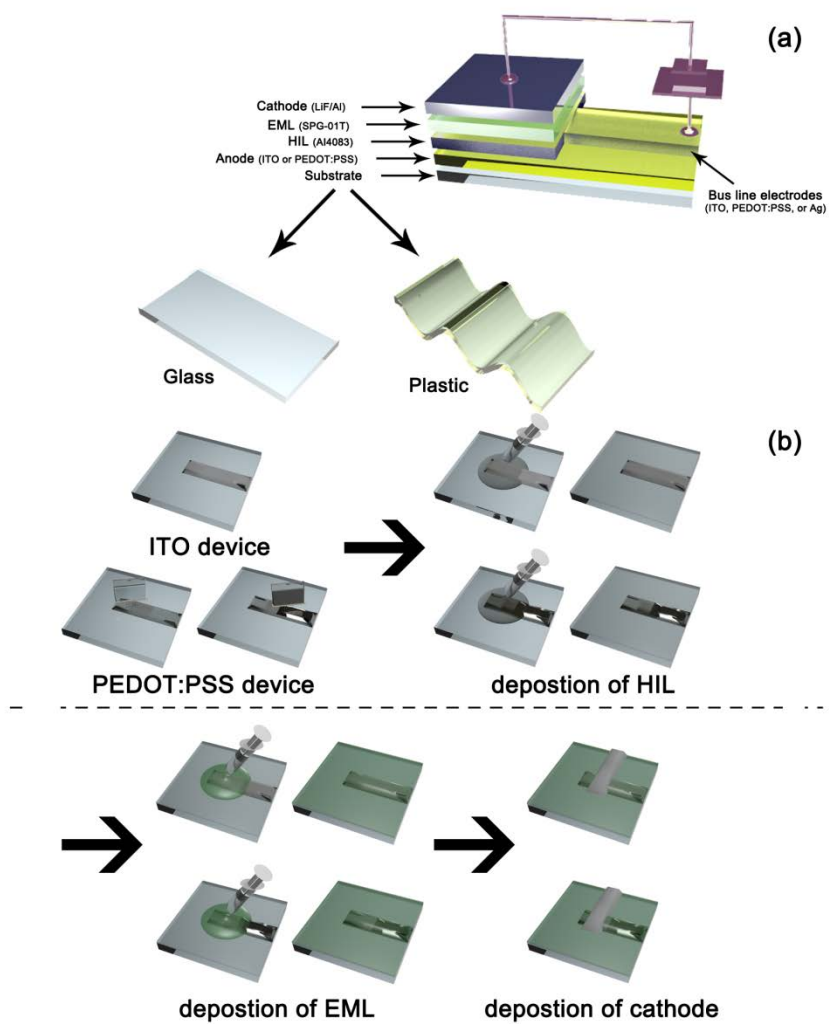 (a)
Cathode (LiF/Al)
EML (SPG-01T)
HIL (AI4083)
Anode (ITO or PEDOT:PSS)
Substrate
Bus line electrodes
(ITO, PEDOT:PSS, or Ag)
Glass
Plastic
(b)
ITO device
PEDOT:PSS device
depostion of HIL
depostion of EML
depostion of cathode